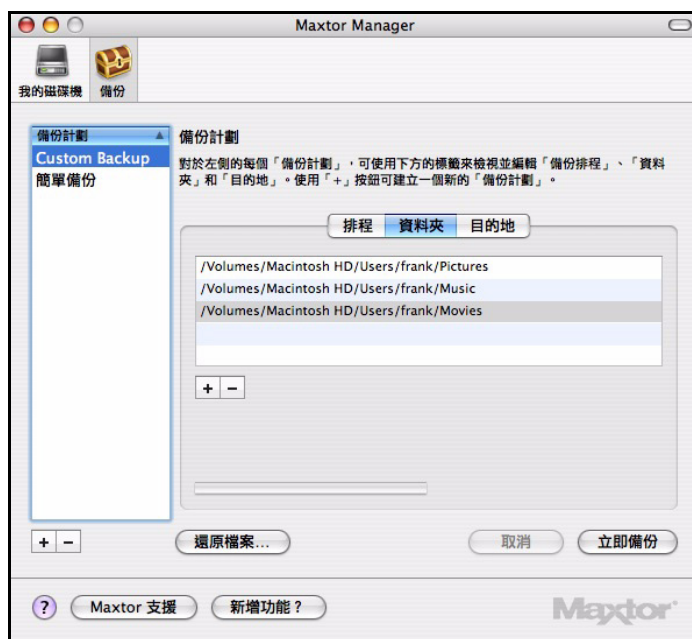 Maxtor Manager
我的磁碟機
備份
備份計劃
Custom Backup
簡單備份
備份計劃
對於左側的每個「備份計劃」，可使用下方的標籤來檢視並編輯「備份排程」、「資料
夾」和「目的地」。使用「+」按鈕可建立一個新的「備份計劃」。
排程 資料夾 目的地
/Volumes/Macintosh HD/Users/frank/Pictures
/Volumes/Macintosh HD/Users/frank/Music
/Volumes/Macintosh HD/Users/frank/Movies
+ −
+ −
還原檔案...
取消
立即備份
?
Maxtor 支援
新增功能？
Maxtor